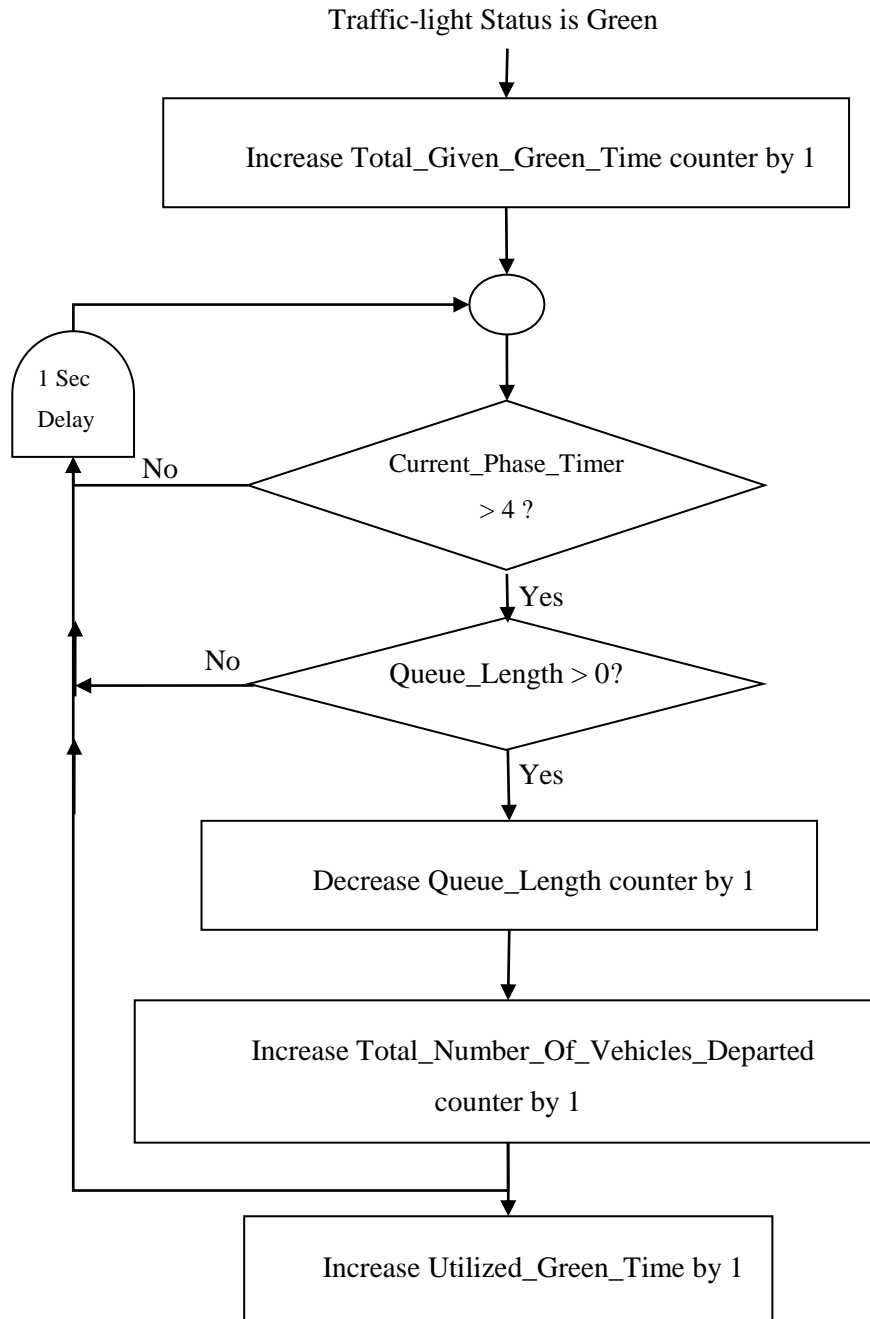 Traffic-light Status is Green
Increase Total_Given_Green_Time counter by 1
1 Sec
Delay
No
Current_Phase_Timer
> 4 ?
Yes
No
Queue_Length > 0?
Yes
Decrease Queue_Length counter by 1
Increase Total_Number_Of_Vehicles_Departed
counter by 1
Increase Utilized_Green_Time by 1